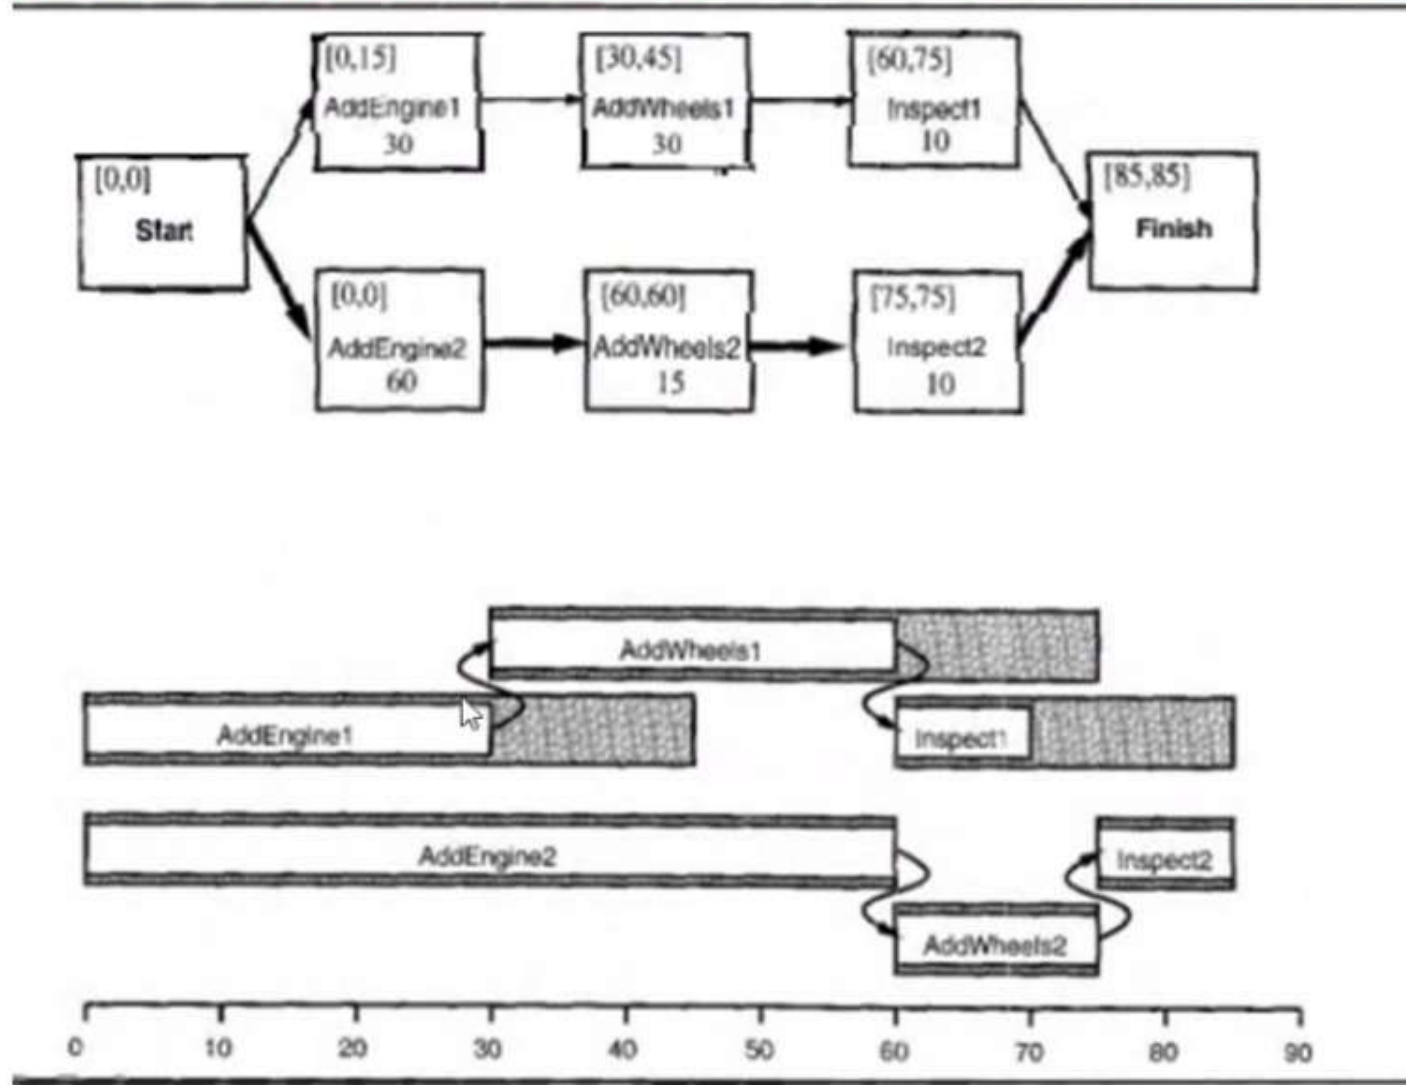 [0,15]
AddEngine1
30
[30,45]
AddWheels1
30
[60,75]
Inspect1
10
[0,0]
Start
[85,85]
Finish
[0,0]
AddEngine2
60
[60,60]
AddWheels2
15
[75,75]
Inspect2
10
AddWheels1
AddEngine1
Inspect1
AddEngine2
Inspect2
AddWheels2
0 10 20 30 40 50 60 70 80 90